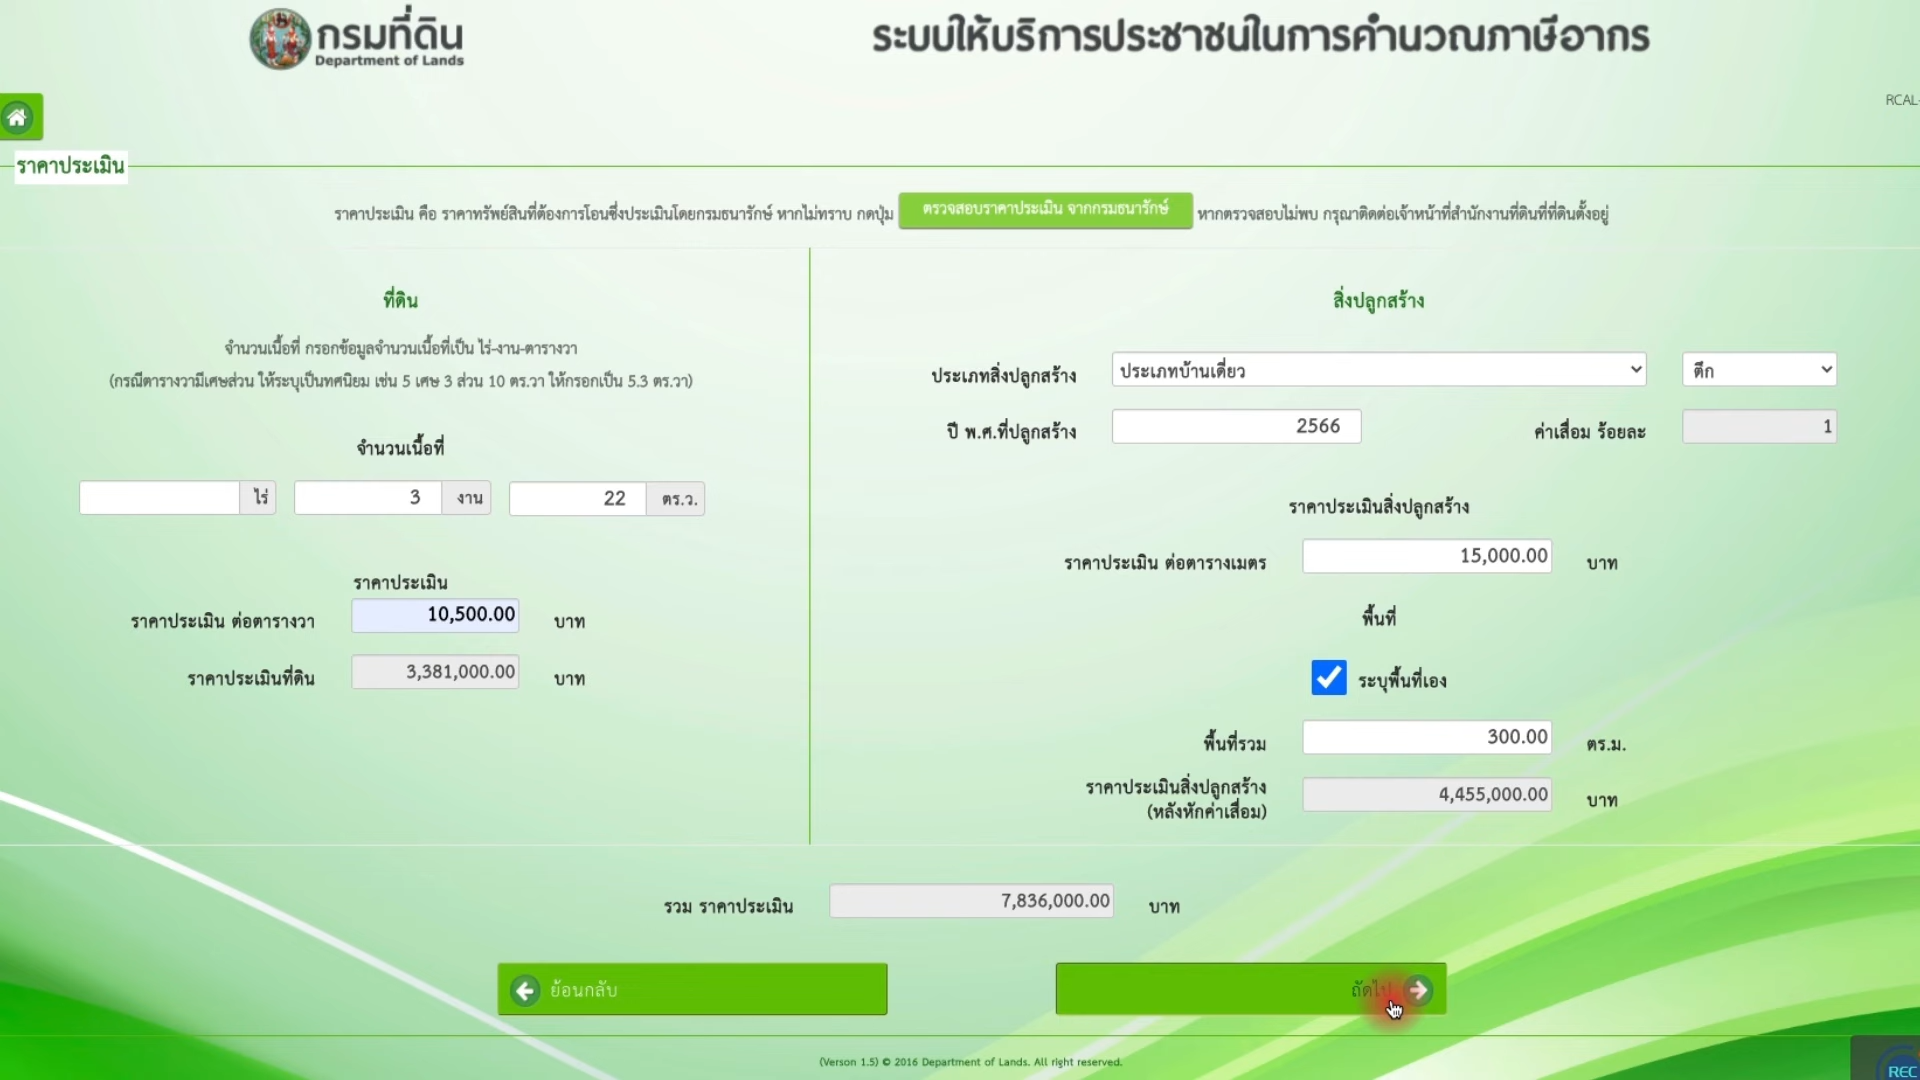 กรมที่ดิน
Department of Lands
ระบบให้บริการประชาชนในการคำนวณภาษีอากร
RCAL-
ราคาประเมิน
ราคาประเมิน คือ ราคาทรัพย์สินที่ต้องการโอนซึ่งประเมินโดยกรมธนารักษ์ หากไม่ทราบ กดปุ่ม ตรวจสอบราคาประเมิน จากกรมธนารักษ์ หากตรวจสอบไม่พบ กรุณาติดต่อเจ้าหน้าที่สำนักงานที่ดินที่ที่ดินตั้งอยู่
ที่ดิน
จำนวนเนื้อที่ กรอกข้อมูลจำนวนเนื้อที่เป็น ไร่-งาน-ตารางวา
(กรณีตารางวามีเศษส่วน ให้ระบุเป็นทศนิยม เช่น 5 เศษ 3 ส่วน 10 ตร.วา ให้กรอกเป็น 5.3 ตร.วา)
จำนวนเนื้อที่
ไร่ 3 งาน 22 ตร.ว.
ราคาประเมิน
ราคาประเมิน ต่อตารางวา 10,500.00 บาท
ราคาประเมินที่ดิน 3,381,000.00 บาท
สิ่งปลูกสร้าง
ประเภทสิ่งปลูกสร้าง ประเภทบ้านเดี่ยว ตึก
ปี พ.ศ.ที่ปลูกสร้าง 2566 ค่าเสื่อม ร้อยละ 1
ราคาประเมินสิ่งปลูกสร้าง
ราคาประเมิน ต่อตารางเมตร 15,000.00 บาท
พื้นที่
ระบุพื้นที่เอง
พื้นที่รวม 300.00 ตร.ม.
ราคาประเมินสิ่งปลูกสร้าง
(หลังหักค่าเสื่อม) 4,455,000.00 บาท
รวม ราคาประเมิน 7,836,000.00 บาท
ย้อนกลับ
ถัดไป
(Verson 1.5) © 2016 Department of Lands. All right reserved.
REC